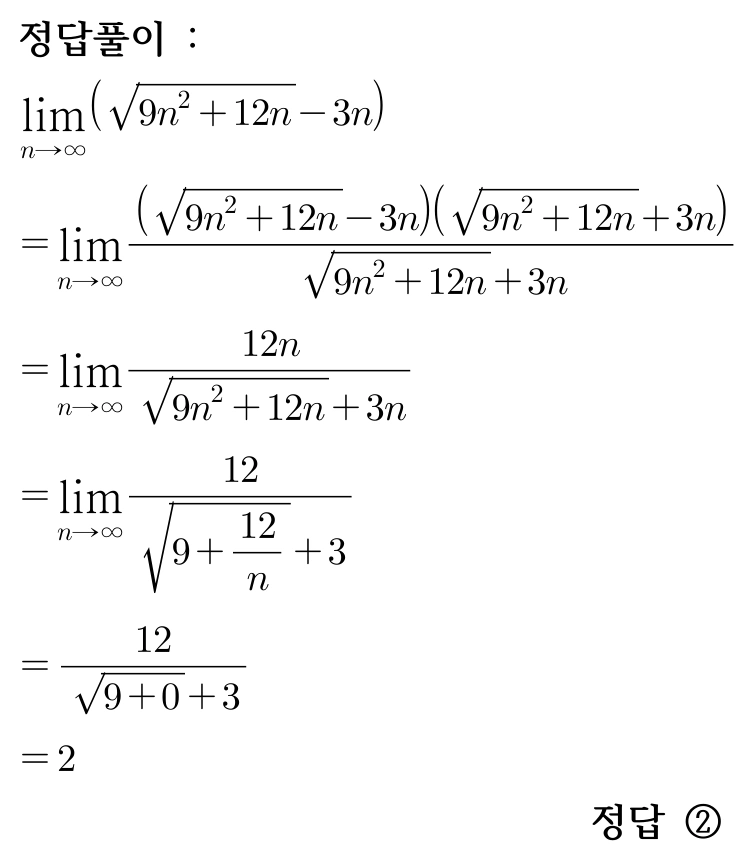 정답풀이 :
lim_{n→∞}(√(9n²+12n)−3n)
=lim_{n→∞} (√(9n²+12n)−3n)(√(9n²+12n)+3n) / (√(9n²+12n)+3n)
=lim_{n→∞} 12n / (√(9n²+12n)+3n)
=lim_{n→∞} 12 / (√(9+12/n)+3)
= 12 / (√(9+0)+3)
=2
정답 ②